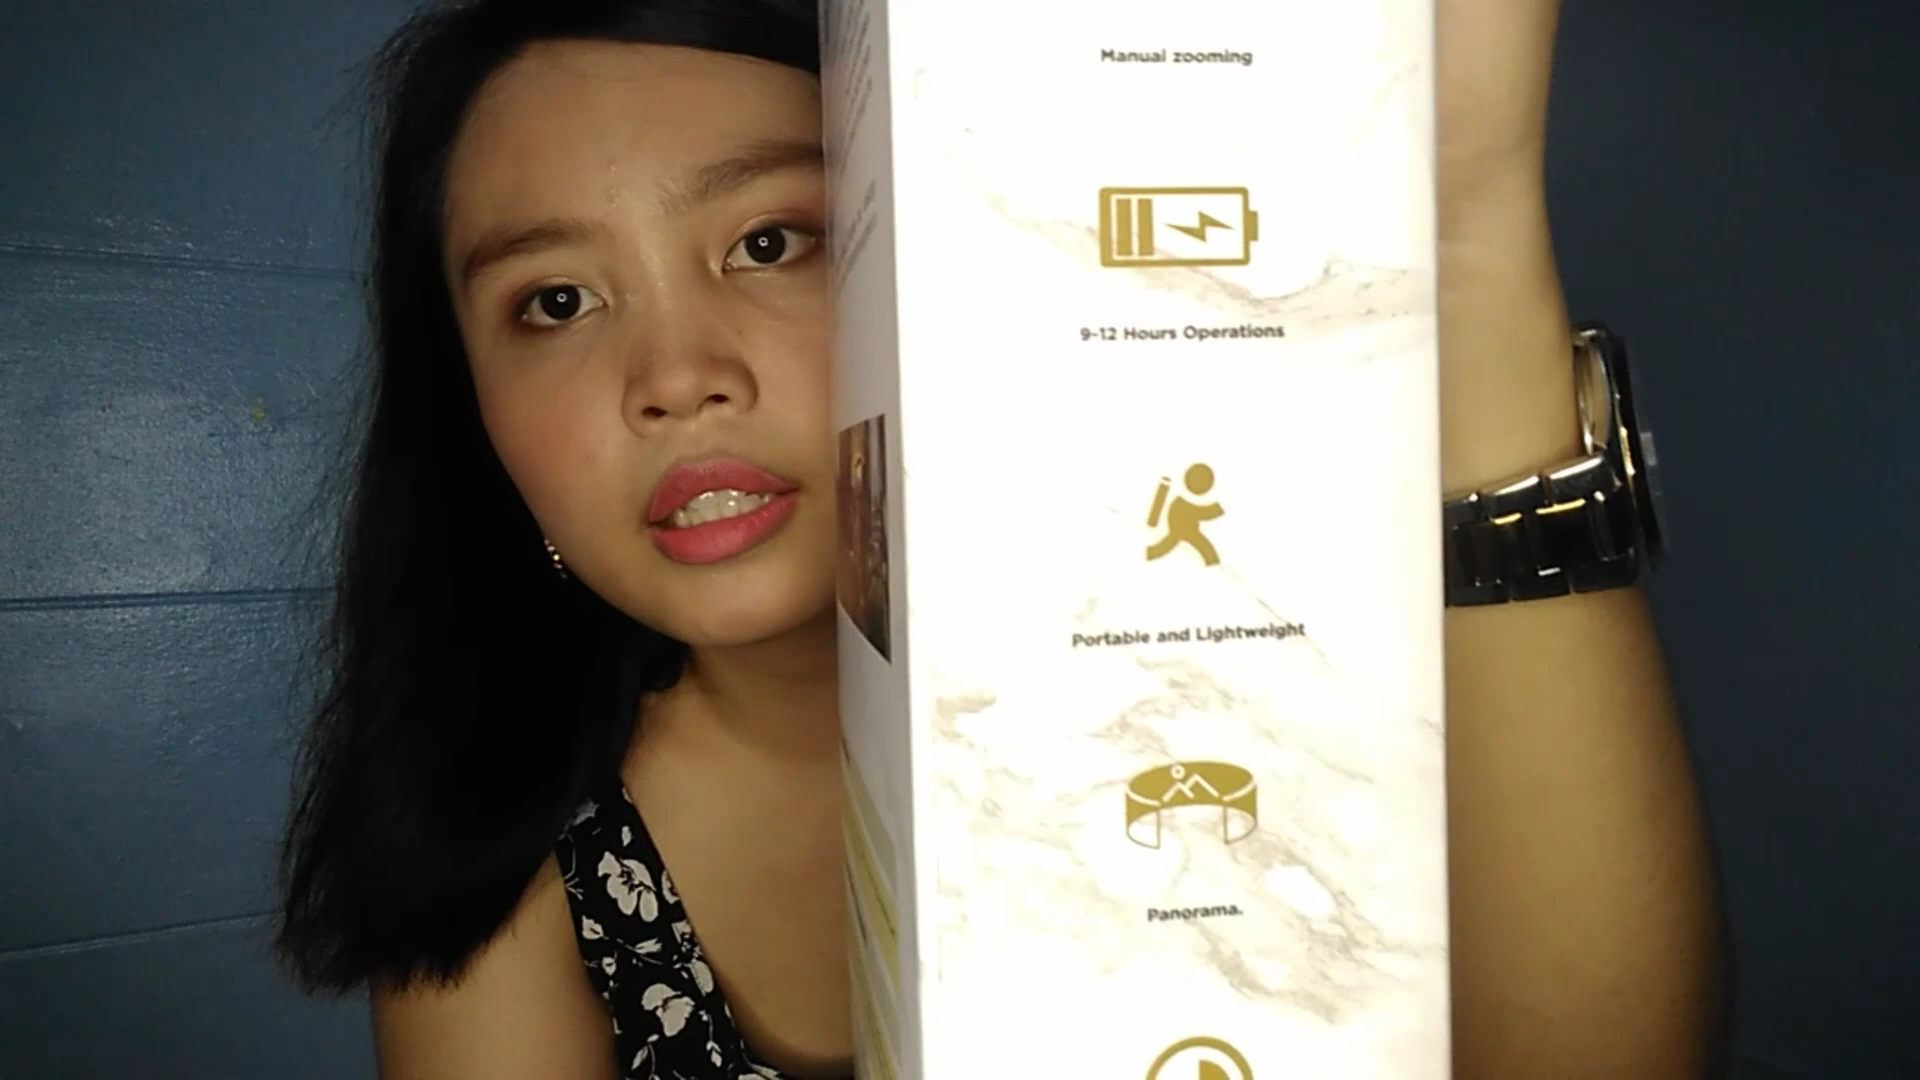 Manual zooming
9-12 Hours Operations
Portable and Lightweight
Panorama.